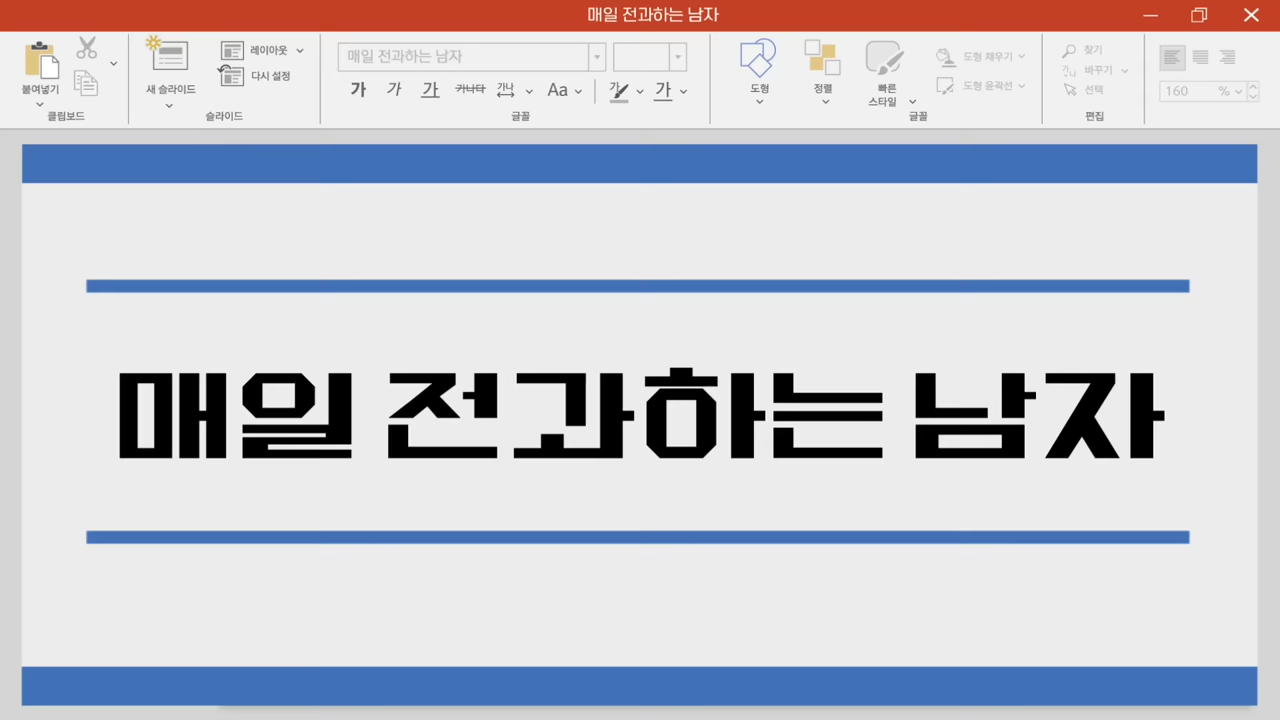 매일 전과하는 남자
붙여넣기
클립보드
새 슬라이드
레이아웃
다시 설정
슬라이드
매일 전과하는 남자
가 가 가 가나다 가나 Aa 가 가
글꼴
도형
정렬
빠른
스타일
도형 채우기
도형 윤곽선
글꼴
찾기
바꾸기
선택
편집
160 %
매일 전과하는 남자